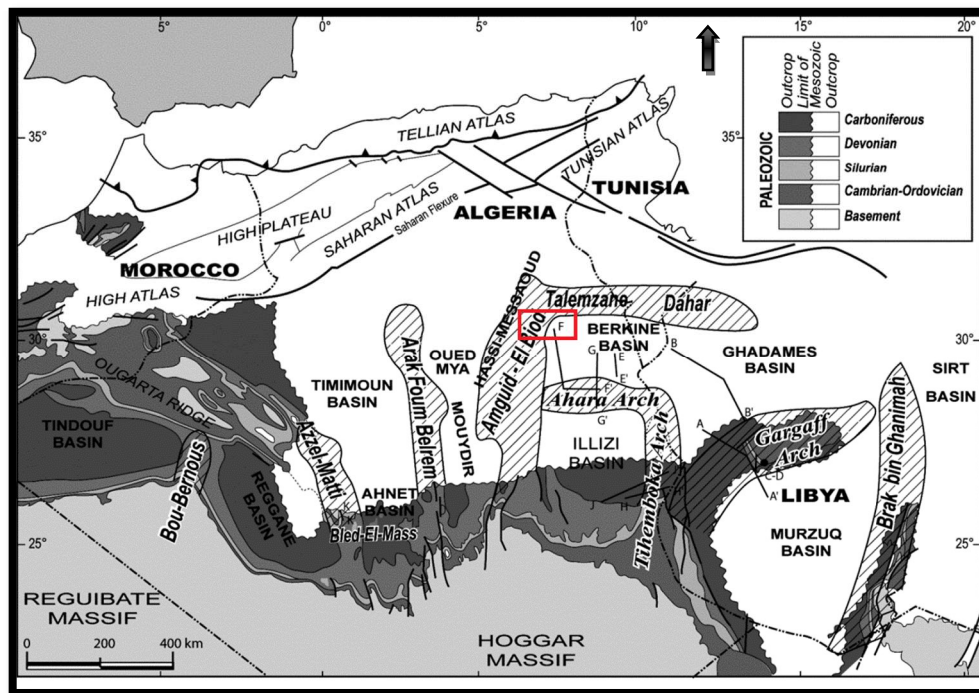 5°
0°
5°
10°
15°
20°
Outcrop
Limit of
Mesozoic
Outcrop
PALEOZOIC
Carboniferous
Devonian
Silurian
Cambrian-Ordovician
Basement
35°
35°
TELLIAN ATLAS
TUNISIAN ATLAS
TUNISIA
ALGERIA
HIGH PLATEAU
SAHARAN ATLAS
Saharan Flexure
MOROCCO
HIGH ATLAS
HASSI-MESSAOUD
Talemzane-
Dahar
Amguid - El Biod
F
BERKINE
BASIN
G
E
B
30°
30°
Arak Foum Belrem
OUED
MYA
GHADAMES
BASIN
SIRT
BASIN
OUGARTA RIDGE
TIMIMOUN
BASIN
E'
F'
Ahara Arch
G'
B'
A
TINDOUF
BASIN
Azzel-Matti
MOUYDIR
ILLIZI
BASIN
Gargaff
Arch
Brak bin Ghanimah
Bou-Bernous
REGGANE
BASIN
AHNET
BASIN
K
Bled-El-Mass
Tihemboka Arch
J
H
C-D
A'
LIBYA
MURZUQ
BASIN
25°
25°
REGUIBATE
MASSIF
HOGGAR
MASSIF
0
200
400 km